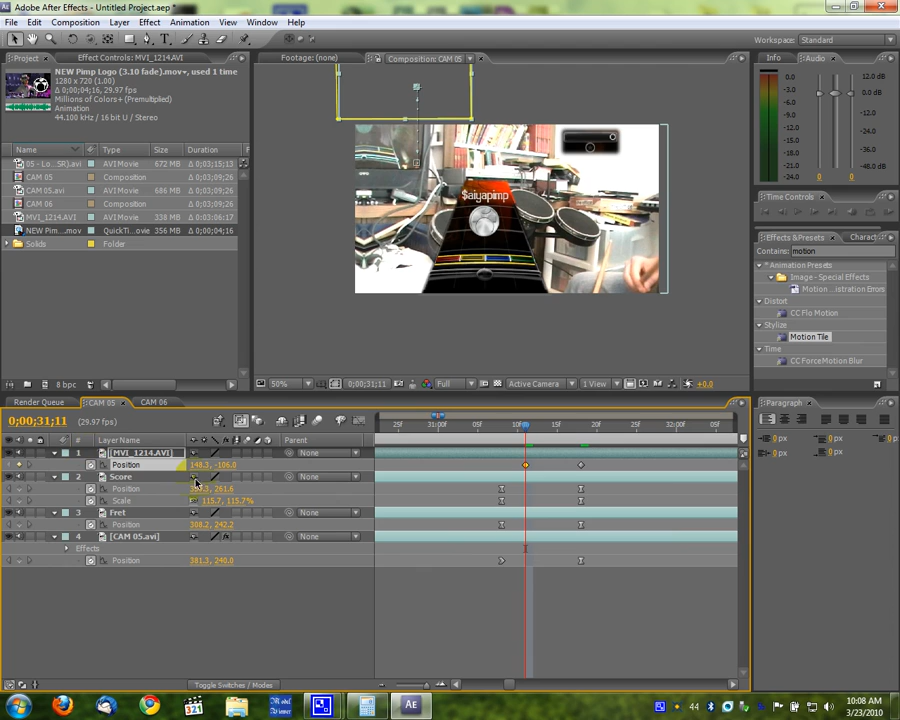 Adobe After Effects - Untitled Project.aep *
File Edit Composition Layer Effect Animation View Window Help
Workspace: Standard
Project Effect Controls: MVI_1214.AVI
NEW Pimp Logo (3.10 fade).mov, used 1 time
1280 x 720 (1.00)
Δ 0;00;04;16, 29.97 fps
Millions of Colors+ (Premultiplied)
Animation
44.100 kHz / 16 bit U / Stereo
Name Type Size Duration
05 - Lo...SR).avi AVI Movie 672 MB Δ 0;03;15;13
CAM 05 Composition Δ 0;03;09;26
CAM 05.avi AVI Movie 686 MB Δ 0;03;09;26
CAM 06 Composition Δ 0;03;09;26
MVI_1214.AVI AVI Movie 338 MB Δ 0:03:06:17
NEW Pim....mov QuickTi...ovie 356 MB Δ 0;00;04;16
Solids Folder
8 bpc
Footage: (none) Composition: CAM 05
$aiyapimp
50% 0;00;31;11 Full Active Camera 1 View +0.0
Info Audio
0.0
-3.0
-6.0
-9.0
-12.0
-15.0
-18.0
-21.0
-24.0
12.0 dB
0.0 dB
-12.0
-24.0
-36.0
-48.0 dB
0 0
Time Controls
Effects & Presets Charact
Contains: motion
* Animation Presets
Image - Special Effects
Motion ...istration Errors
Distort
CC Flo Motion
Stylize
Motion Tile
Time
CC ForceMotion Blur
Render Queue CAM 05 CAM 06
0;00;31;11 (29.97 fps)
25f 31:00f 05f 10f 15f 20f 25f 32:00f 05f
# Layer Name Parent
1 [MVI_1214.AVI] None
Position 148.3, -106.0
2 Score None
Position
Scale 115.7, 115.7%
3 Fret None
Position 308.2, 242.2
4 [CAM 05.avi] None
Effects
Position 381.3, 240.0
Toggle Switches / Modes
Paragraph
0 px 0 px 0 px
0 px 0 px
321
Ae
44
10:08 AM
3/23/2010